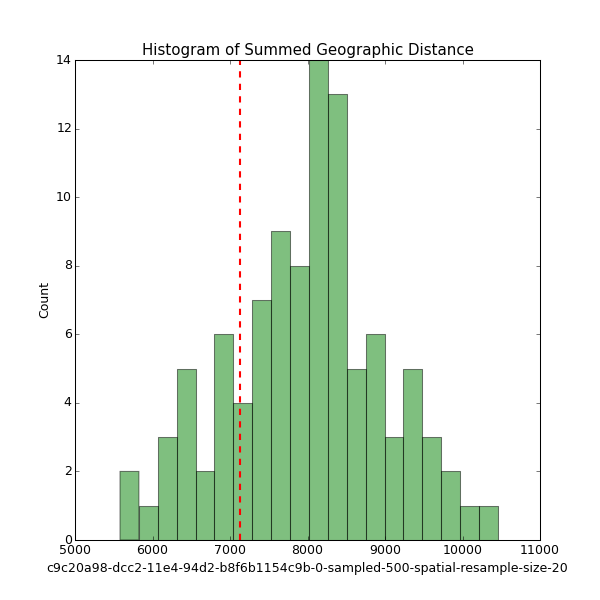 Histogram of Summed Geographic Distance
14
12
10
8
6
4
2
0
Count
5000 6000 7000 8000 9000 10000 11000
c9c20a98-dcc2-11e4-94d2-b8f6b1154c9b-0-sampled-500-spatial-resample-size-20